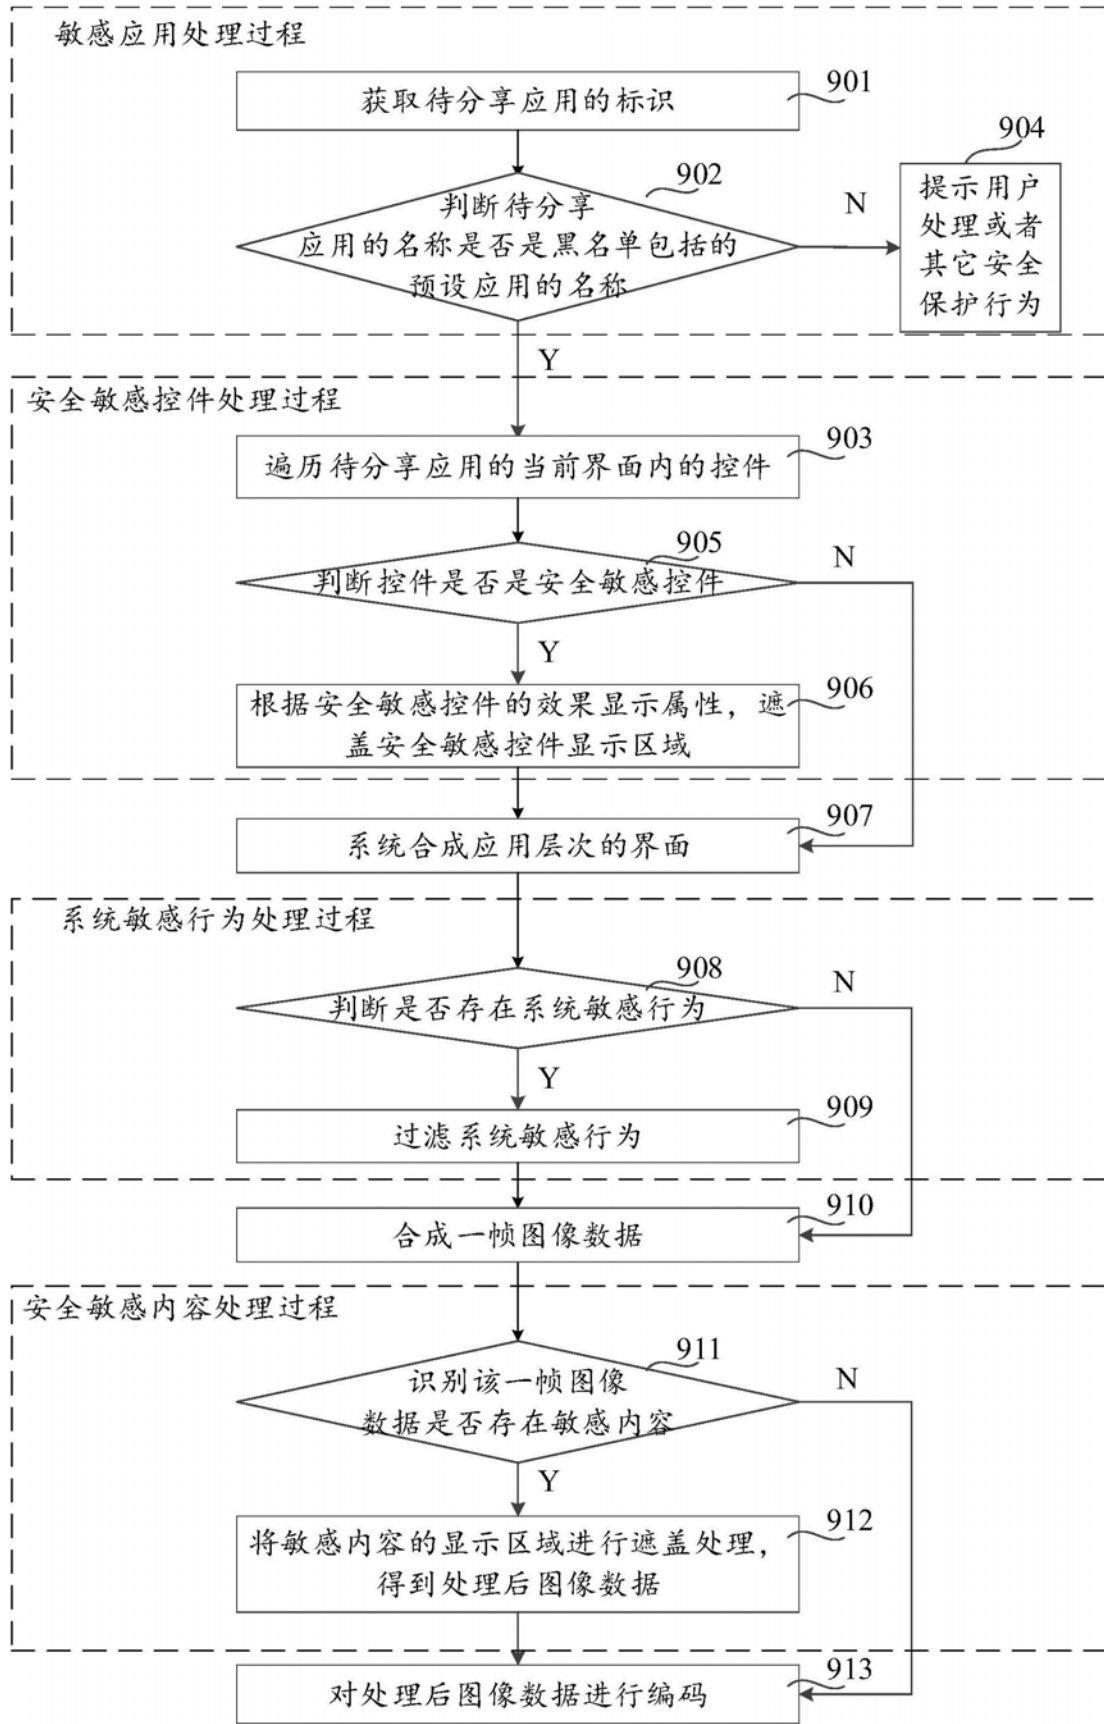 敏感应用处理过程
901
获取待分享应用的标识
902
判断待分享
应用的名称是否是黑名单包括的
预设应用的名称
N
904
提示用户
处理或者
其它安全
保护行为
Y
安全敏感控件处理过程
903
遍历待分享应用的当前界面内的控件
905
判断控件是否是安全敏感控件
N
Y
906
根据安全敏感控件的效果显示属性，遮
盖安全敏感控件显示区域
907
系统合成应用层次的界面
系统敏感行为处理过程
908
判断是否存在系统敏感行为
N
Y
909
过滤系统敏感行为
910
合成一帧图像数据
安全敏感内容处理过程
911
识别该一帧图像
数据是否存在敏感内容
N
Y
912
将敏感内容的显示区域进行遮盖处理，
得到处理后图像数据
913
对处理后图像数据进行编码